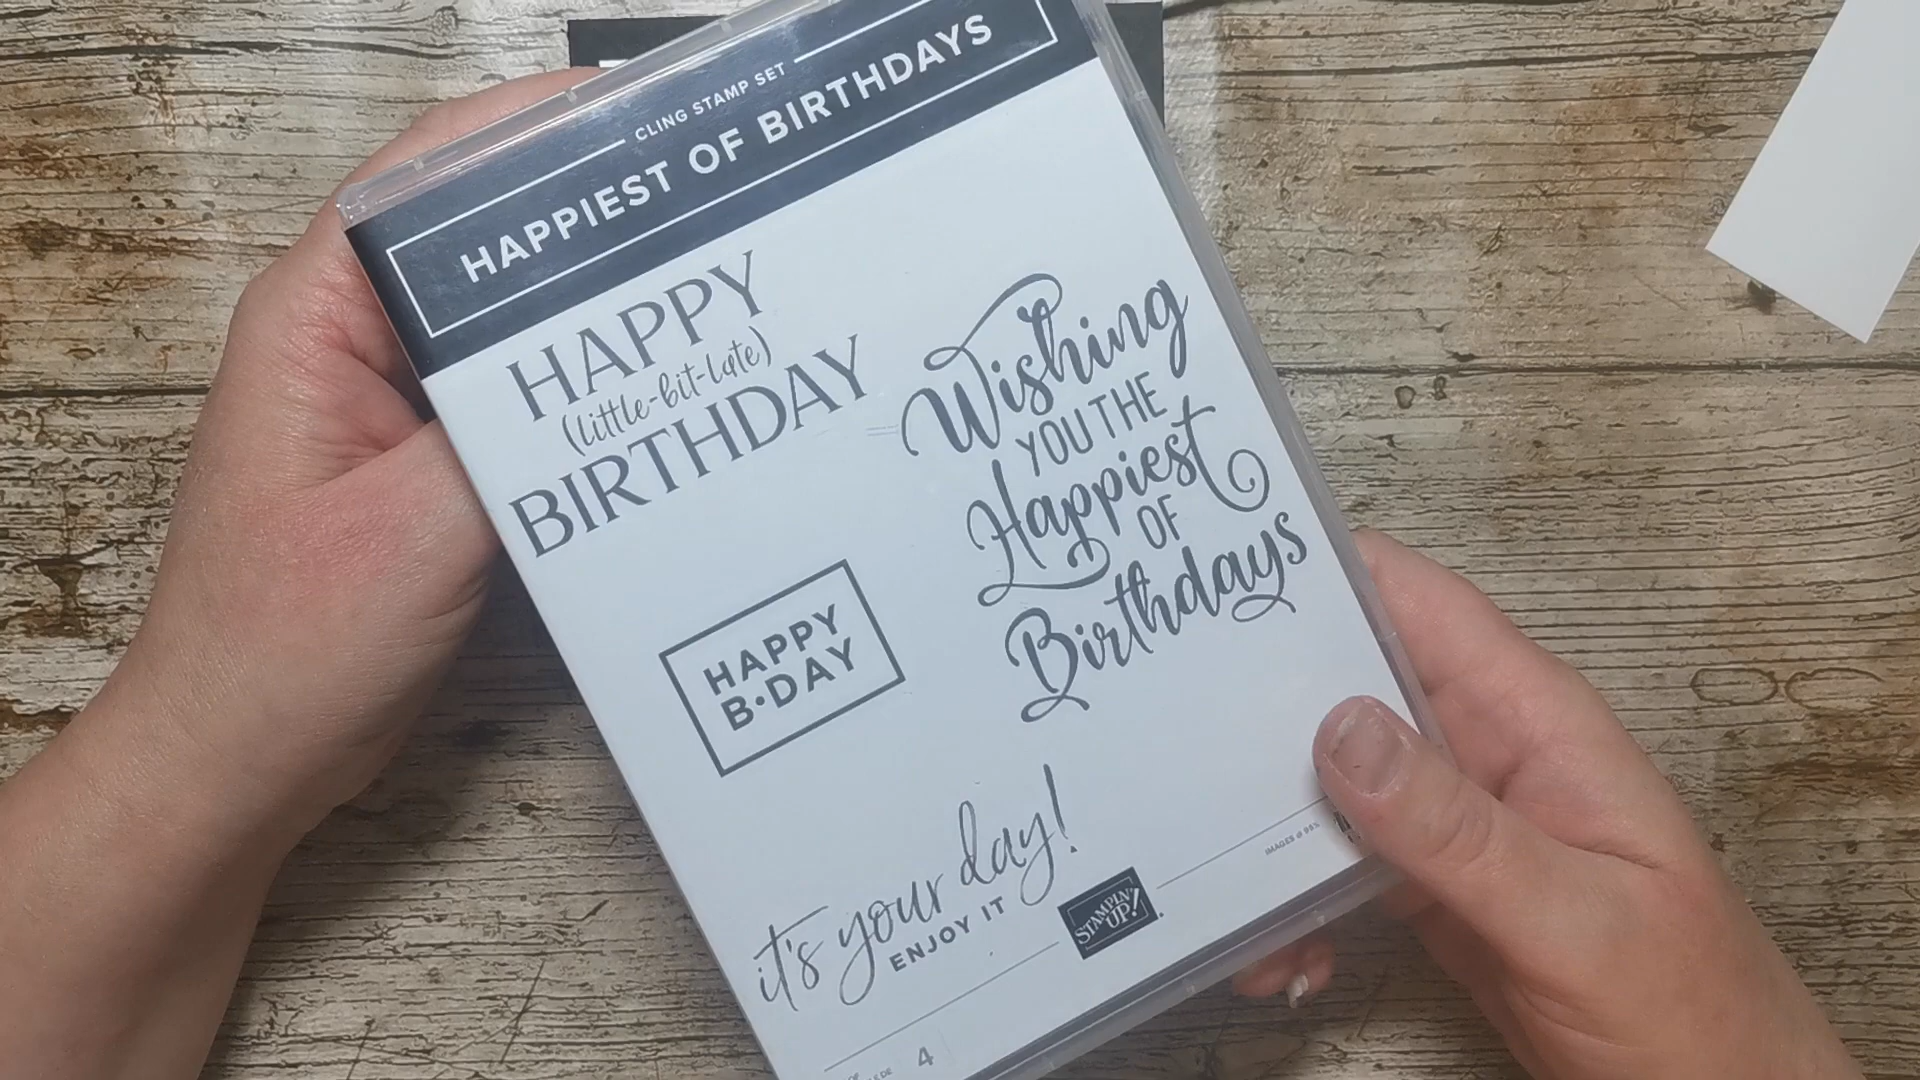 CLING STAMP SET
HAPPIEST OF BIRTHDAYS
HAPPY
(little-bit-late)
BIRTHDAY
Wishing
YOU THE
Happiest
OF
Birthdays
HAPPY
B•DAY
it's your day!
ENJOY IT
STAMPIN'
UP!
IMAGES @ 95%
4